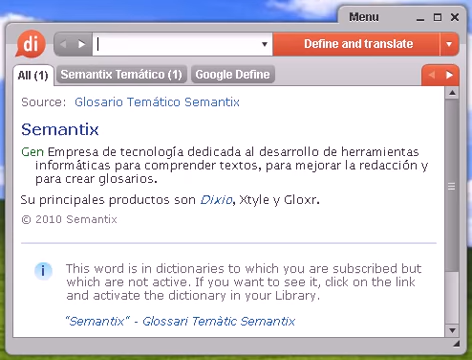 Menu
di
Define and translate
All (1)
Semantix Temático (1)
Google Define
Source: Glosario Temático Semantix
Semantix
Gen Empresa de tecnología dedicada al desarrollo de herramientas
informáticas para comprender textos, para mejorar la redacción y
para crear glosarios.
Su principales productos son Dixio, Xtyle y Gloxr.
© 2010 Semantix
i
This word is in dictionaries to which you are subscribed but
which are not active. If you want to see it, click on the link
and activate the dictionary in your Library.
"Semantix" - Glossari Temàtic Semantix